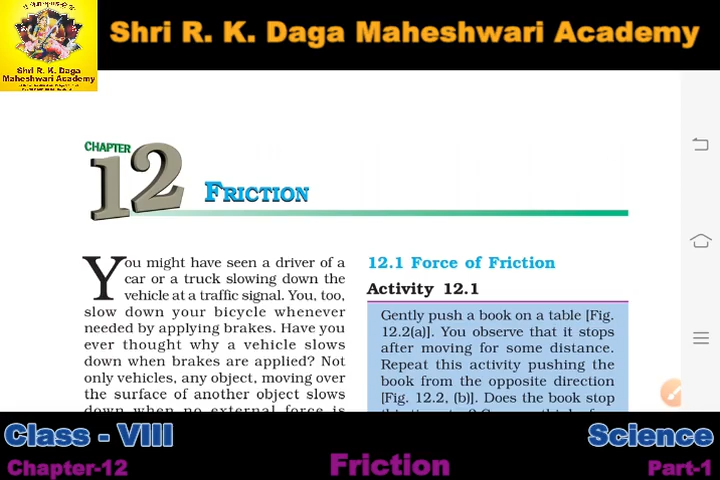 Shri R. K. Daga Maheshwari Academy
Shri R. K. Daga
Maheshwari Academy
CHAPTER
12
FRICTION
You might have seen a driver of a
car or a truck slowing down the
vehicle at a traffic signal. You, too,
slow down your bicycle whenever
needed by applying brakes. Have you
ever thought why a vehicle slows
down when brakes are applied? Not
only vehicles, any object, moving over
the surface of another object slows
down when no external force is
12.1 Force of Friction
Activity 12.1
Gently push a book on a table [Fig.
12.2(a)]. You observe that it stops
after moving for some distance.
Repeat this activity pushing the
book from the opposite direction
[Fig. 12.2, (b)]. Does the book stop
Class - VIII
Science
Chapter-12
Friction
Part-1